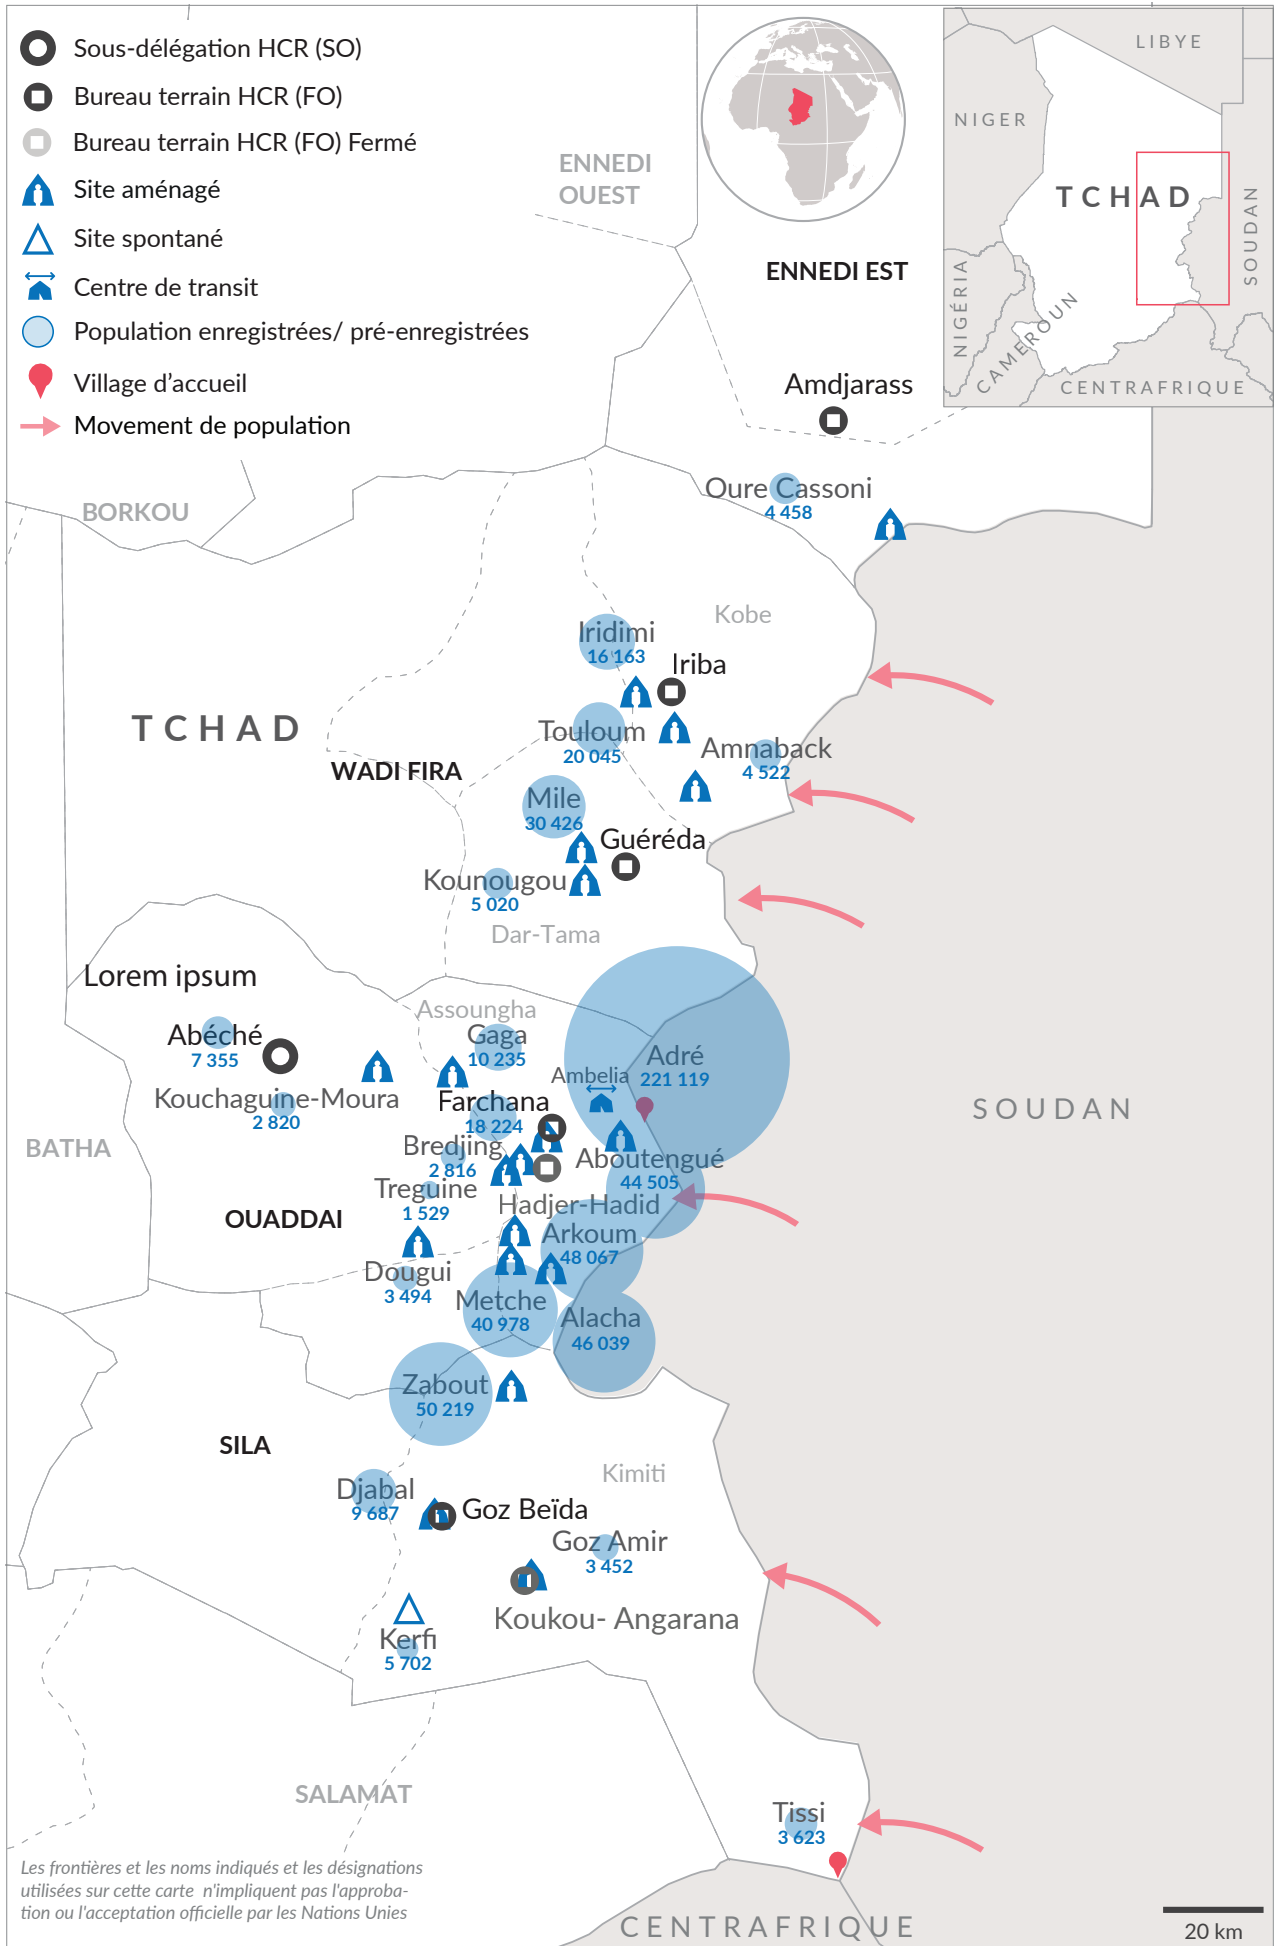 Sous-délégation HCR (SO)
Bureau terrain HCR (FO)
Bureau terrain HCR (FO) Fermé
Site aménagé
Site spontané
Centre de transit
Population enregistrées/ pré-enregistrées
Village d’accueil
Movement de population
LIBYE
NIGER
TCHAD
SOUDAN
NIGÉRIA
CAMEROUN
CENTRAFRIQUE
ENNEDI
OUEST
ENNEDI EST
Amdjarass
Oure Cassoni
4 458
BORKOU
Kobe
Iridimi
16 163
Iriba
TCHAD
Touloum
20 045
Amnaback
4 522
WADI FIRA
Mile
30 426
Guéréda
Kounougou
5 020
Dar-Tama
Lorem ipsum
Assoungha
Abéché
7 355
Gaga
10 235
Adré
221 119
Ambelia
Kouchaguine-Moura
2 820
Farchana
18 224
SOUDAN
BATHA
Bredjing
2 816
Aboutengué
44 505
Treguine
1 529
Hadjer-Hadid
OUADDAI
Arkoum
48 067
Dougui
3 494
Metche
40 978
Alacha
46 039
Zabout
50 219
SILA
Kimiti
Djabal
9 687
Goz Beïda
Goz Amir
3 452
Koukou- Angarana
Kerfi
5 702
SALAMAT
Tissi
3 623
Les frontières et les noms indiqués et les désignations
utilisées sur cette carte n'impliquent pas l'approba-
tion ou l'acceptation officielle par les Nations Unies
CENTRAFRIQUE
20 km